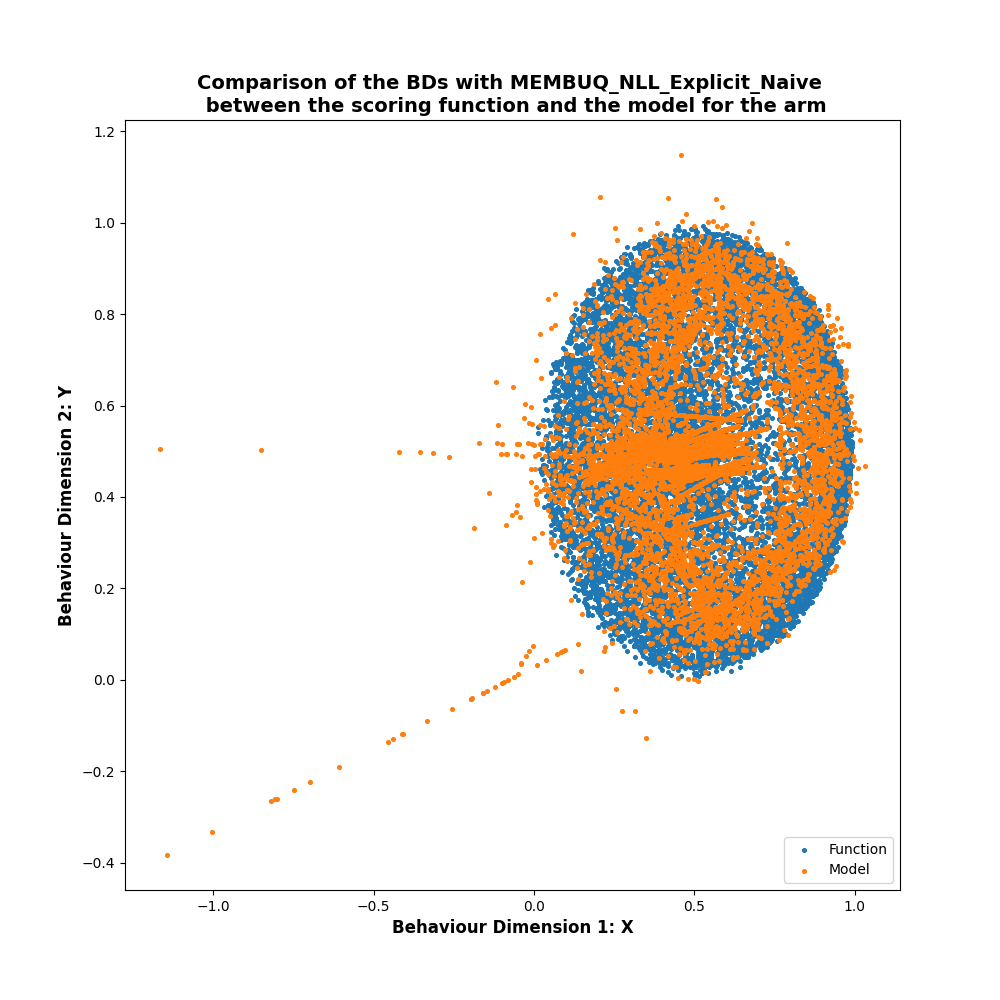 Comparison of the BDs with MEMBUQ_NLL_Explicit_Naive
between the scoring function and the model for the arm
1.2
1.0
0.8
0.6
0.4
0.2
0.0
−0.2
−0.4
Behaviour Dimension 2: Y
−1.0
−0.5
0.0
0.5
1.0
Behaviour Dimension 1: X
Function
Model